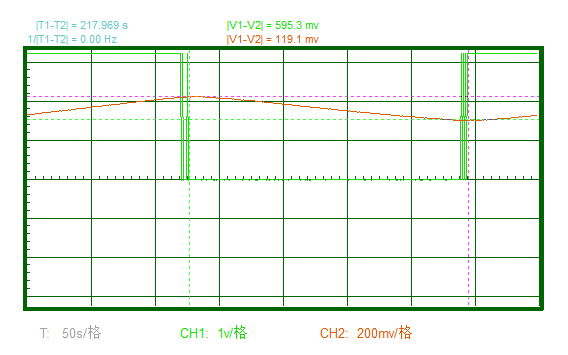 |T1-T2| = 217.969 s |V1-V2| = 595.3 mv
1/|T1-T2| = 0.00 Hz |V1-V2| = 119.1 mv
T: 50s/格 CH1: 1v/格 CH2: 200mv/格